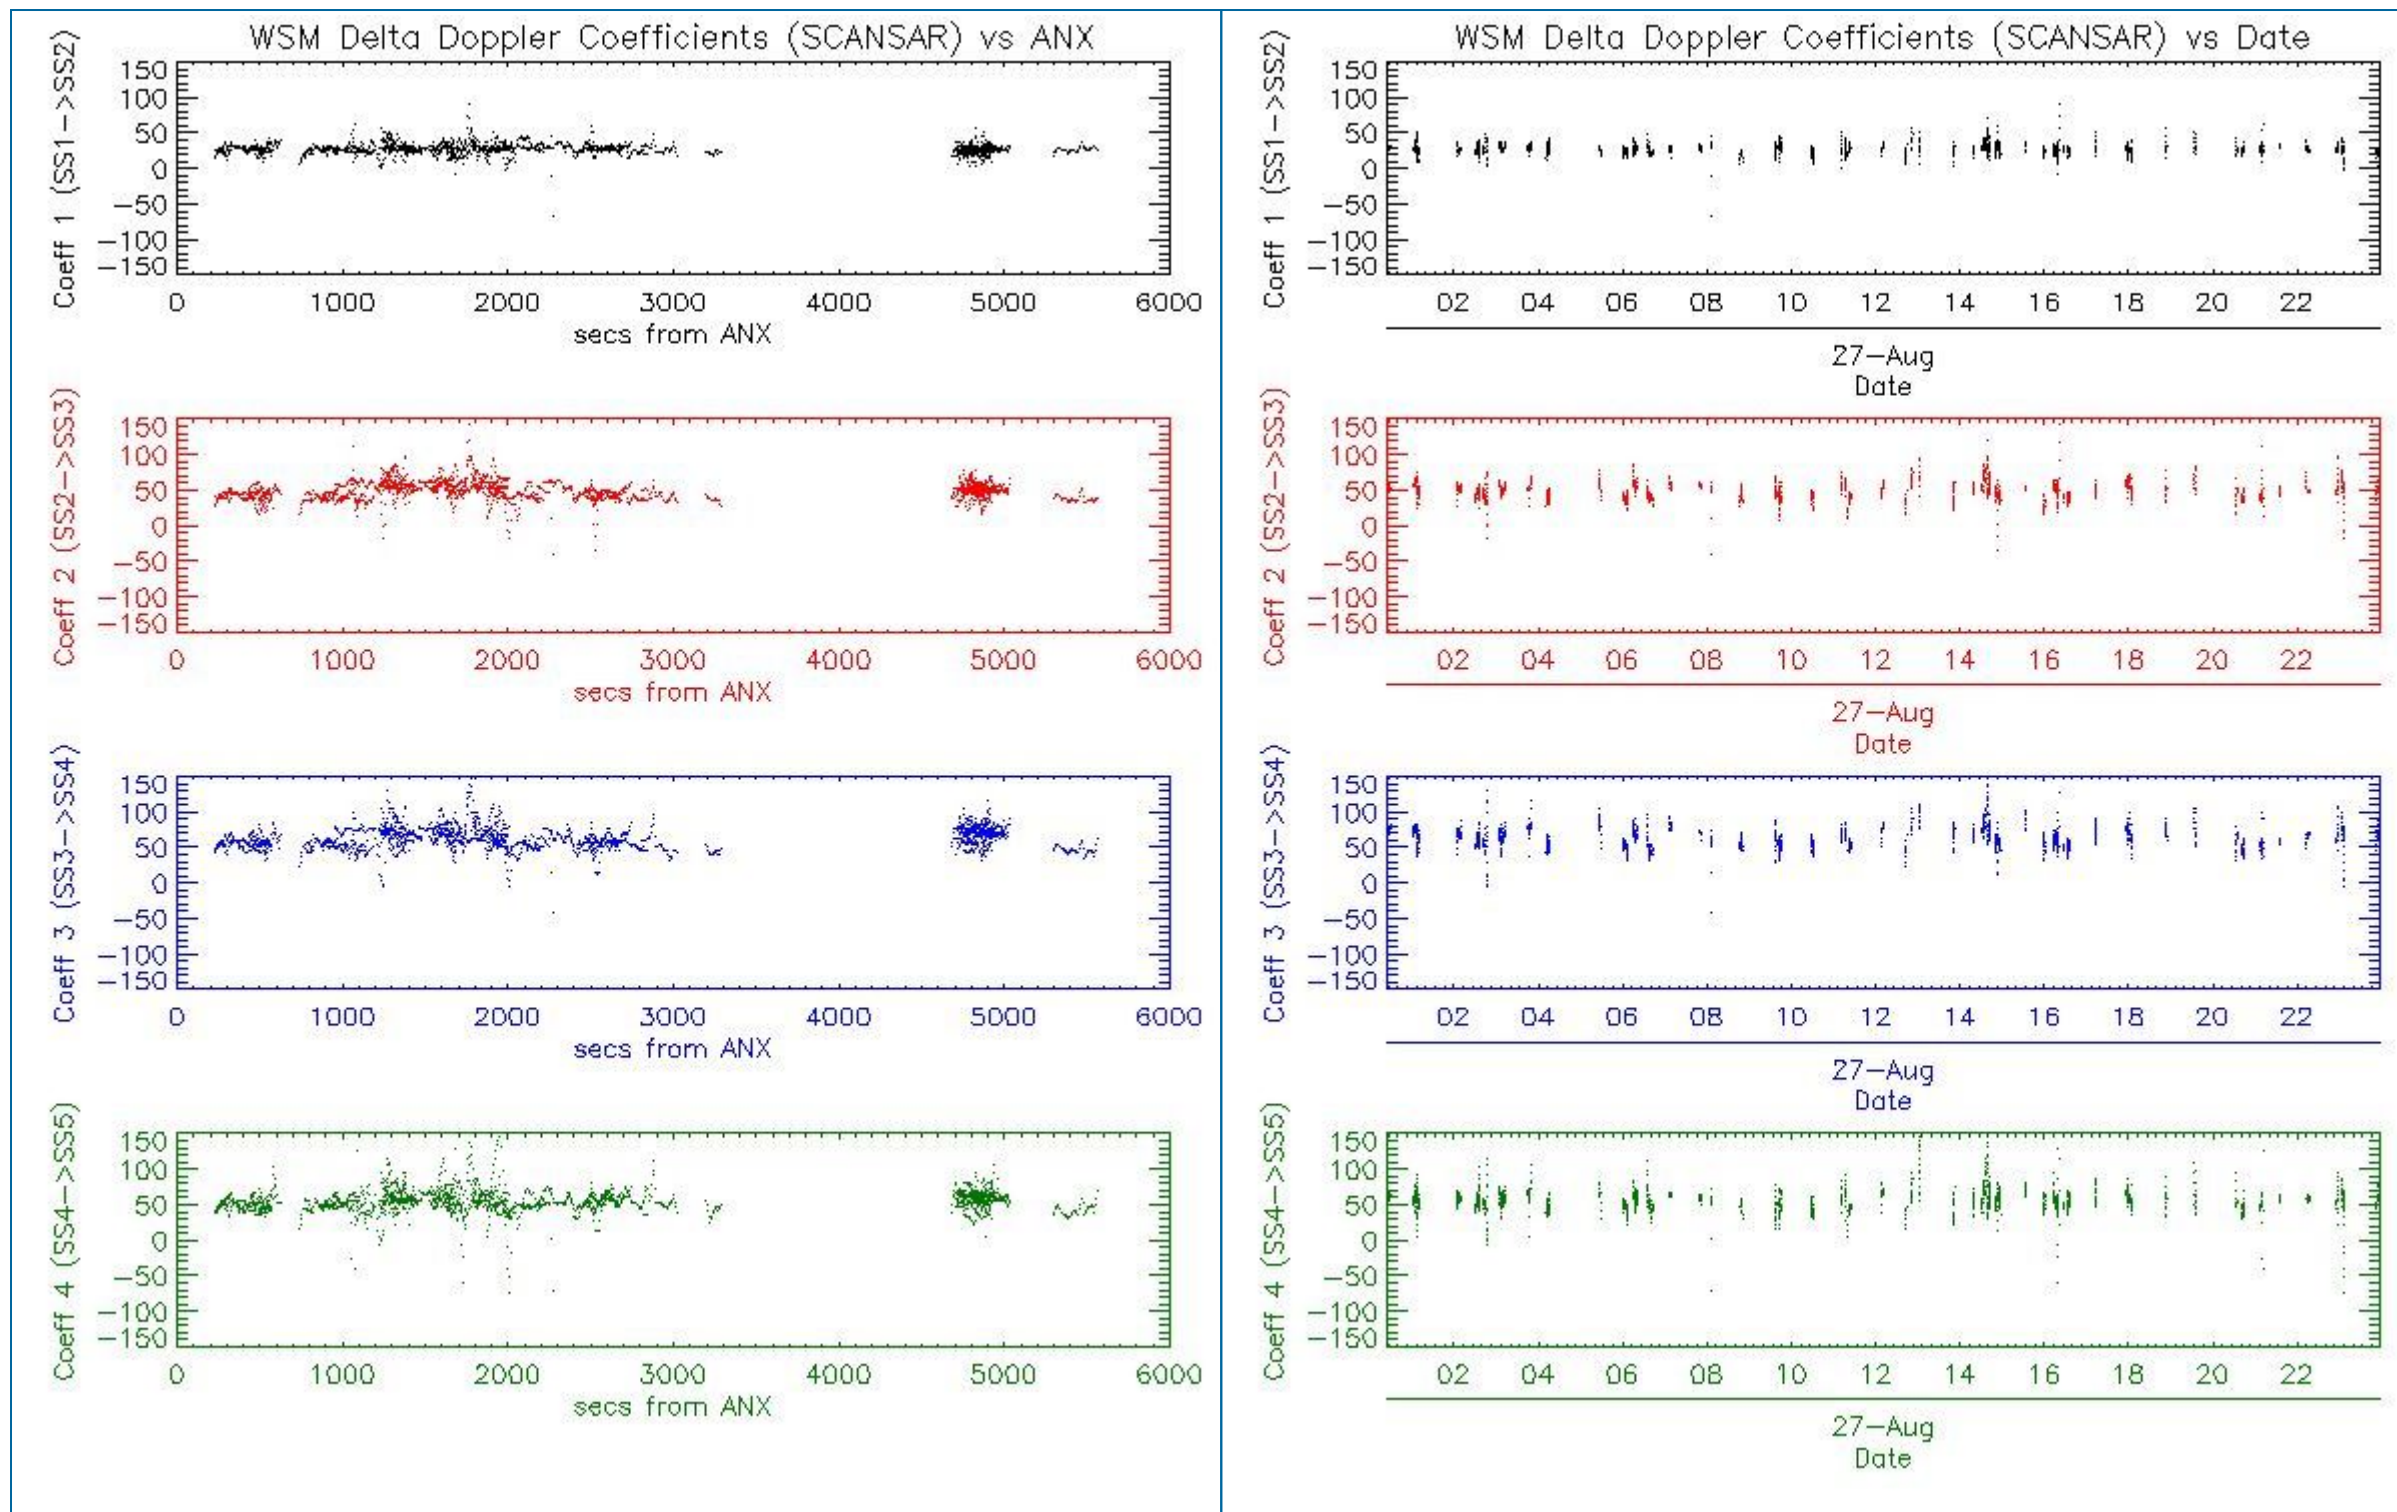 WSM Delta Doppler Coefficients (SCANSAR) vs ANX
Coeff 1 (SS1->SS2)
150
100
50
0
-50
-100
-150
0 1000 2000 3000 4000 5000 6000
secs from ANX
Coeff 2 (SS2->SS3)
150
100
50
0
-50
-100
-150
0 1000 2000 3000 4000 5000 6000
secs from ANX
Coeff 3 (SS3->SS4)
150
100
50
0
-50
-100
-150
0 1000 2000 3000 4000 5000 6000
secs from ANX
Coeff 4 (SS4->SS5)
150
100
50
0
-50
-100
-150
0 1000 2000 3000 4000 5000 6000
secs from ANX
WSM Delta Doppler Coefficients (SCANSAR) vs Date
Coeff 1 (SS1->SS2)
150
100
50
0
-50
-100
-150
02 04 06 08 10 12 14 16 18 20 22
27-Aug
Date
Coeff 2 (SS2->SS3)
150
100
50
0
-50
-100
-150
02 04 06 08 10 12 14 16 18 20 22
27-Aug
Date
Coeff 3 (SS3->SS4)
150
100
50
0
-50
-100
-150
02 04 06 08 10 12 14 16 18 20 22
27-Aug
Date
Coeff 4 (SS4->SS5)
150
100
50
0
-50
-100
-150
02 04 06 08 10 12 14 16 18 20 22
27-Aug
Date